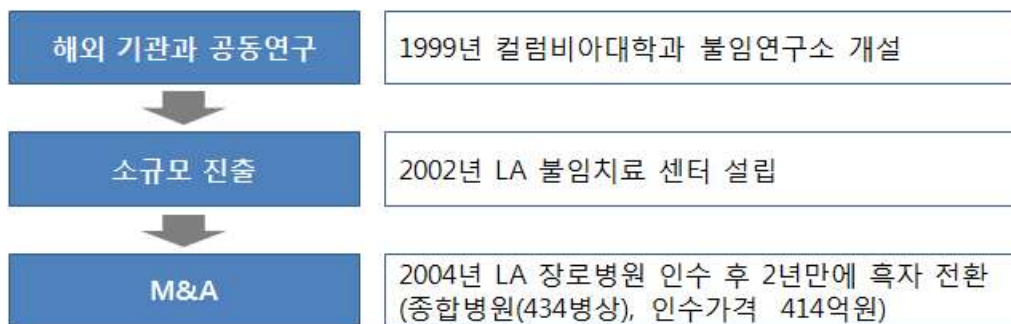 해외 기관과 공동연구
1999년 컬럼비아대학과 불임연구소 개설
소규모 진출
2002년 LA 불임치료 센터 설립
M&A
2004년 LA 장로병원 인수 후 2년만에 흑자 전환
(종합병원(434병상), 인수가격 414억원)